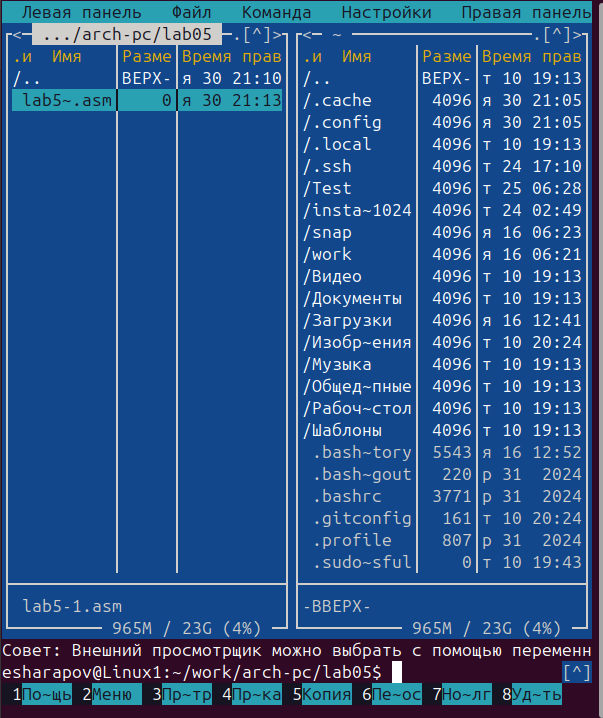 Левая панель Файл Команда Настройки Правая панель
<- .../arch-pc/lab05 .[^]> <- ~ .[^]>
.и Имя Разме Время прав .и Имя Разме Время прав
/.. ВВЕРХ- я 30 21:10 /.. ВВЕРХ- т 10 19:13
lab5~.asm 0 я 30 21:13 /.cache 4096 я 30 21:05
/.config 4096 я 30 21:05
/.local 4096 т 10 19:13
/.ssh 4096 т 24 17:10
/Test 4096 т 25 06:28
/insta~1024 4096 т 24 02:49
/snap 4096 я 16 06:23
/work 4096 я 16 06:21
/Видео 4096 т 10 19:13
/Документы 4096 т 10 19:13
/Загрузки 4096 я 16 12:41
/Изобр~ения 4096 т 10 20:24
/Музыка 4096 т 10 19:13
/Общед~пные 4096 т 10 19:13
/Рабоч~стол 4096 т 10 19:13
/Шаблоны 4096 т 10 19:13
.bash~tory 5543 я 16 12:52
.bash~gout 220 р 31 2024
.bashrc 3771 р 31 2024
.gitconfig 161 т 10 20:24
.profile 807 р 31 2024
.sudo~sful 0 т 10 19:43
lab5-1.asm -ВВЕРХ-
965M / 23G (4%) 965M / 23G (4%)
Совет: Внешний просмотрщик можно выбрать с помощью переменн
esharapov@Linux1:~/work/arch-pc/lab05$ [^]
1По~щь 2Меню 3Пр~тр 4Пр~ка 5Копия 6Пе~ос 7Но~лг 8Уд~ть